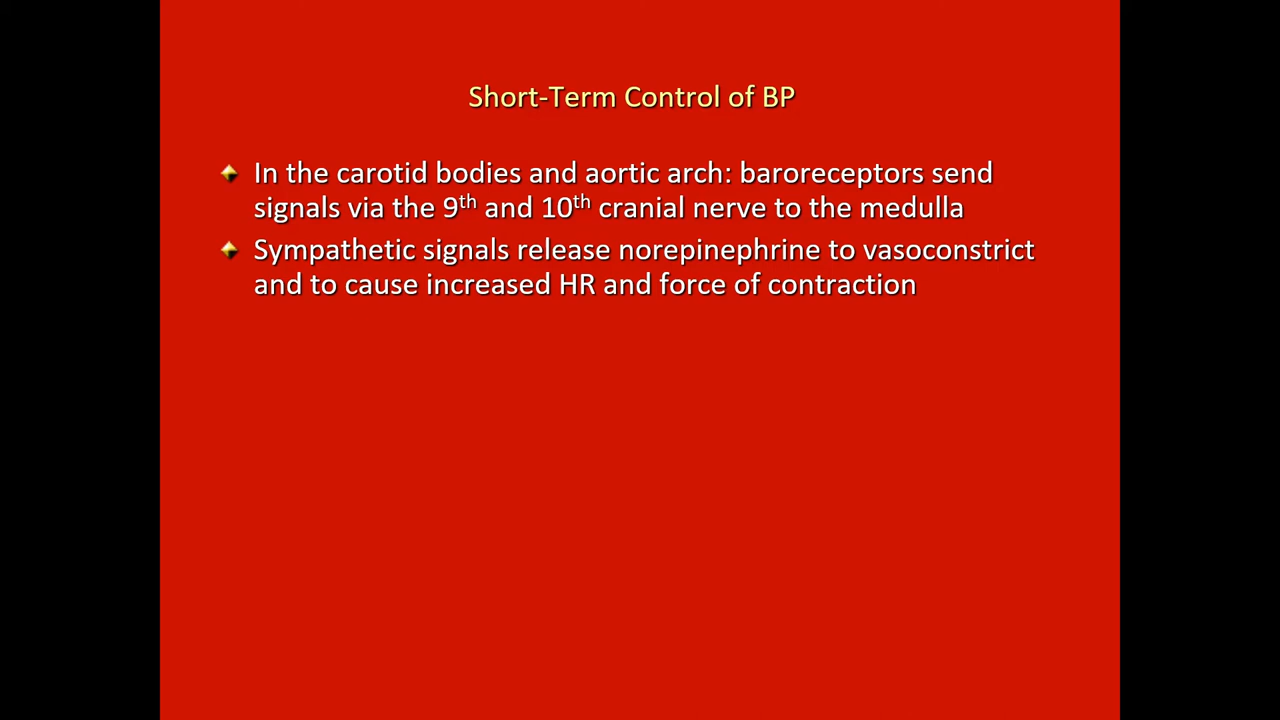 Short-Term Control of BP
In the carotid bodies and aortic arch: baroreceptors send
signals via the 9th and 10th cranial nerve to the medulla
Sympathetic signals release norepinephrine to vasoconstrict
and to cause increased HR and force of contraction